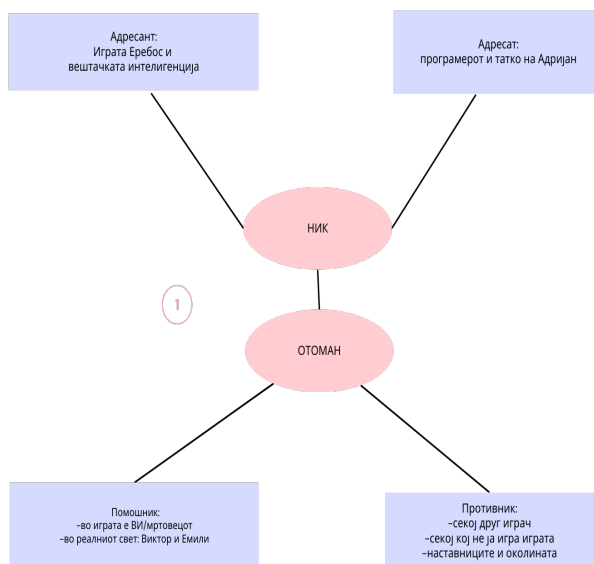 Адресант:
Играта Еребос и
вештачката интелигенција
Адресат:
програмерот и татко на Адријан
НИК
1
ОТОМАН
Помошник:
-во играта е ВИ/мртовецот
-во реалниот свет: Виктор и Емили
Противник:
-секој друг играч
-секој кој не ја игра играта
-наставниците и околината